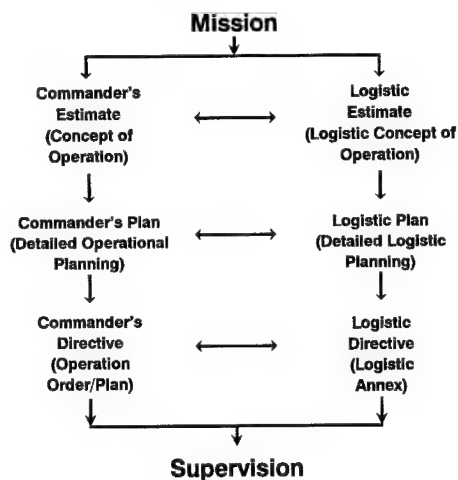 Mission
Commander's
Estimate
(Concept of
Operation)
Logistic
Estimate
(Logistic Concept of
Operation)
Commander's Plan
(Detailed Operational
Planning)
Logistic Plan
(Detailed Logistic
Planning)
Commander's
Directive
(Operation
Order/Plan)
Logistic
Directive
(Logistic
Annex)
Supervision